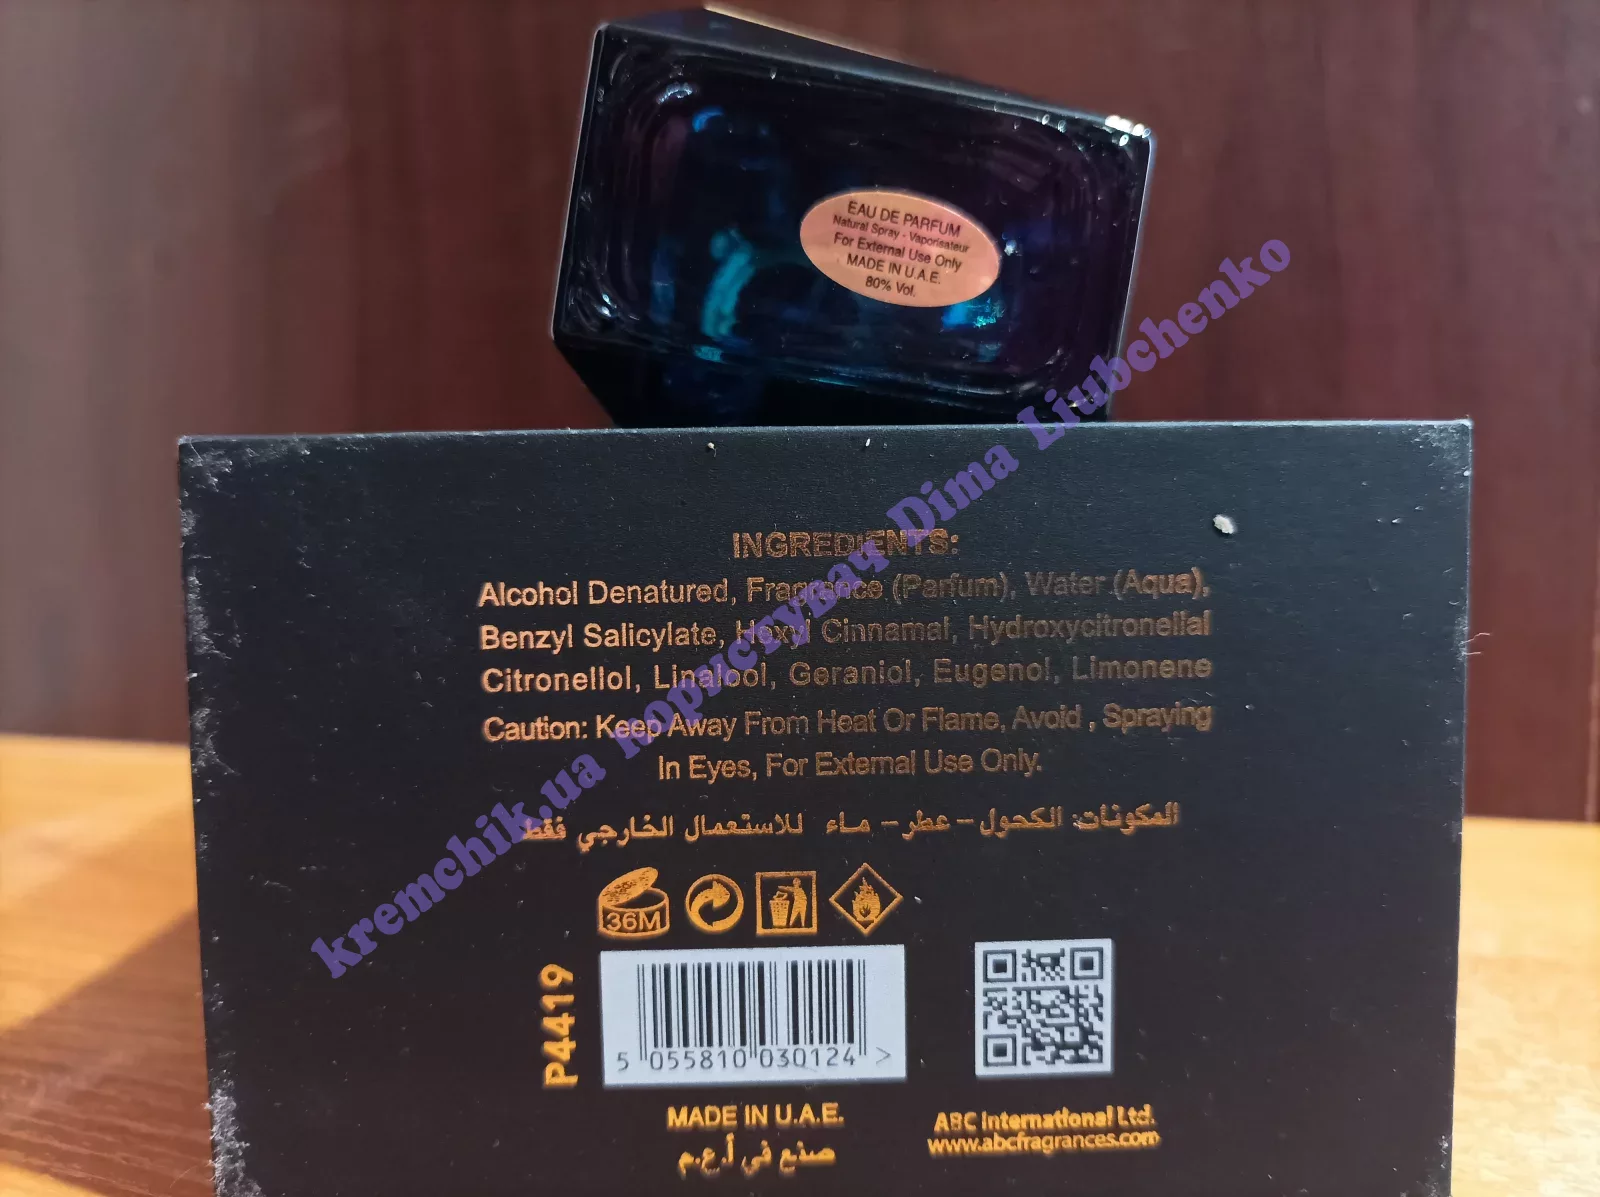 EAU DE PARFUM
Natural Spray - Vaporisateur
For External Use Only
MADE IN U.A.E.
80% Vol.
INGREDIENTS:
Alcohol Denatured, Fragrance (Parfum), Water (Aqua),
Benzyl Salicylate, Hexyl Cinnamal, Hydroxycitronellal
Citronellol, Linalool, Geraniol, Eugenol, Limonene
Caution: Keep Away From Heat Or Flame, Avoid , Spraying
In Eyes, For External Use Only.
المكونات: الكحول - عطر - ماء للاستعمال الخارجي فقط
36M
P4419
5 055810 030124 >
MADE IN U.A.E.
صنع في أ.ع.م
ABC International Ltd.
www.abcfragrances.com
kremchik.ua користувач Dima Liubchenko